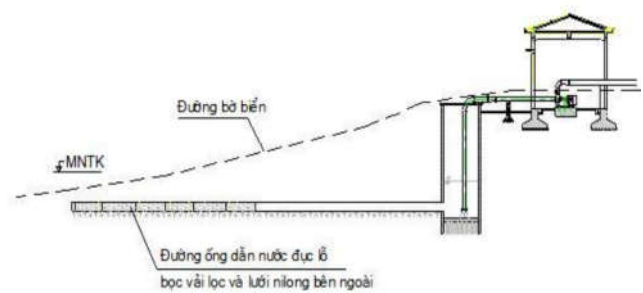 Đường bờ biển
MNTK
Đường ống dẫn nước đục lỗ
bọc vải lọc và lưới nilong bên ngoài